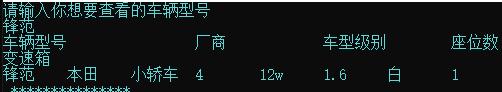 请输入你想要查看的车辆型号
锋范
车辆型号 厂商 车型级别 座位数
变速箱
锋范 本田 小轿车 4 12w 1.6 白 1
***************